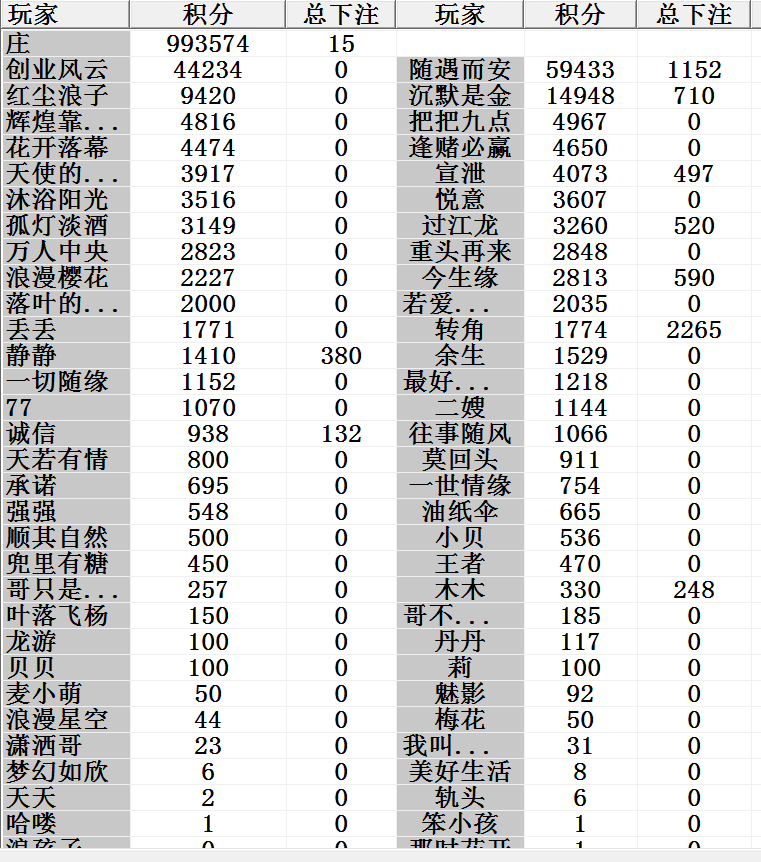 玩家 积分 总下注 玩家 积分 总下注
庄 993574 15
创业风云 44234 0 随遇而安 59433 1152
红尘浪子 9420 0 沉默是金 14948 710
辉煌靠... 4816 0 把把九点 4967 0
花开落幕 4474 0 逢赌必赢 4650 0
天使的... 3917 0 宣泄 4073 497
沐浴阳光 3516 0 悦意 3607 0
孤灯淡酒 3149 0 过江龙 3260 520
万人中央 2823 0 重头再来 2848 0
浪漫樱花 2227 0 今生缘 2813 590
落叶的... 2000 0 若爱... 2035 0
丢丢 1771 0 转角 1774 2265
静静 1410 380 余生 1529 0
一切随缘 1152 0 最好... 1218 0
77 1070 0 二嫂 1144 0
诚信 938 132 往事随风 1066 0
天若有情 800 0 莫回头 911 0
承诺 695 0 一世情缘 754 0
强强 548 0 油纸伞 665 0
顺其自然 500 0 小贝 536 0
兜里有糖 450 0 王者 470 0
哥只是... 257 0 木木 330 248
叶落飞杨 150 0 哥不... 185 0
龙游 100 0 丹丹 117 0
贝贝 100 0 莉 100 0
麦小萌 50 0 魅影 92 0
浪漫星空 44 0 梅花 50 0
潇洒哥 23 0 我叫... 31 0
梦幻如欣 6 0 美好生活 8 0
天天 2 0 轨头 6 0
哈喽 1 0 笨小孩 1 0